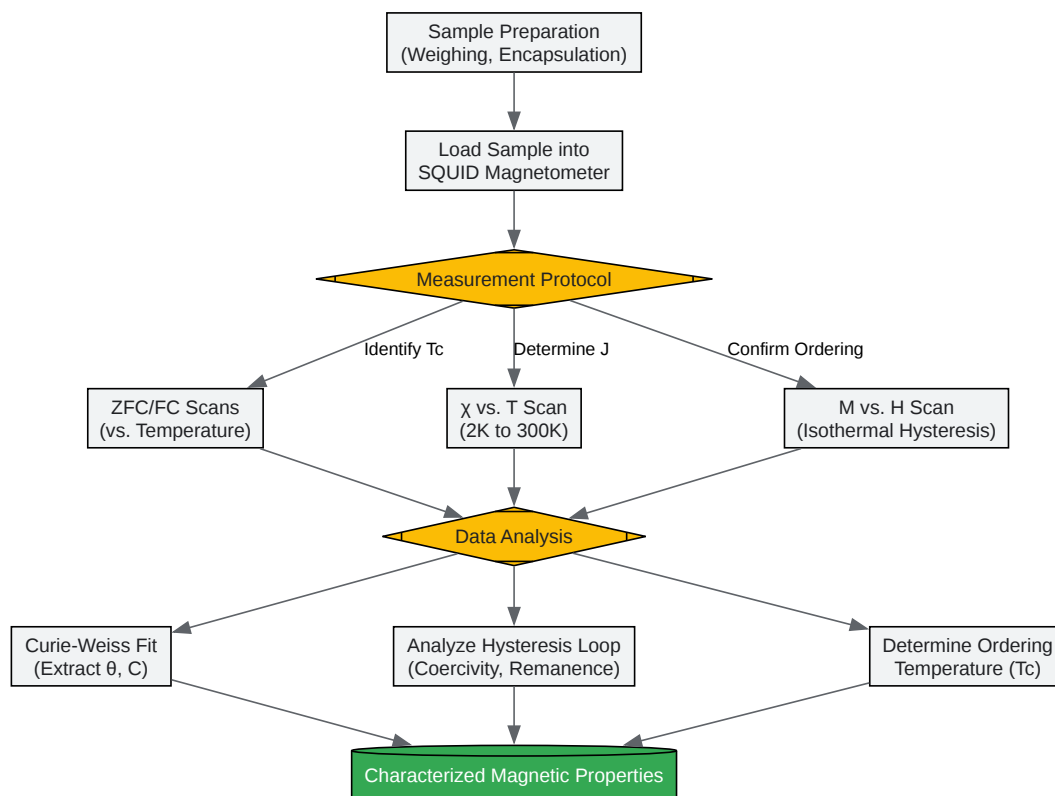 Sample Preparation
(Weighing, Encapsulation)
Load Sample into
SQUID Magnetometer
Measurement Protocol
Identify Tc
Determine J
Confirm Ordering
ZFC/FC Scans
(vs. Temperature)
χ vs. T Scan
(2K to 300K)
M vs. H Scan
(Isothermal Hysteresis)
Data Analysis
Curie-Weiss Fit
(Extract θ, C)
Analyze Hysteresis Loop
(Coercivity, Remanence)
Determine Ordering
Temperature (Tc)
Characterized Magnetic Properties